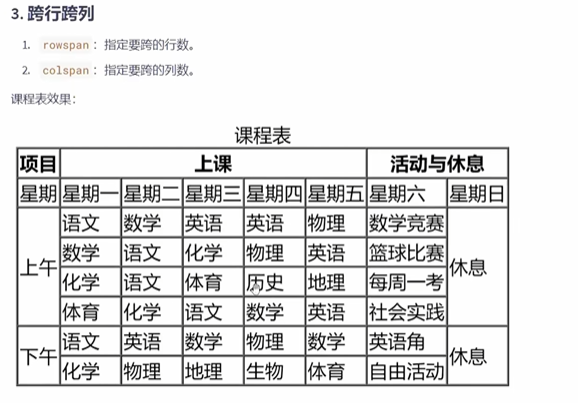 3. 跨行跨列
1. rowspan：指定要跨的行数。
2. colspan：指定要跨的列数。
课程表效果：
课程表
项目 上课 活动与休息
星期 星期一 星期二 星期三 星期四 星期五 星期六 星期日
上午 语文 数学 英语 英语 物理 数学竞赛 休息
数学 语文 化学 物理 英语 篮球比赛
化学 语文 体育 历史 地理 每周一考
体育 化学 语文 数学 英语 社会实践
下午 语文 英语 数学 物理 数学 英语角 休息
化学 物理 地理 生物 体育 自由活动